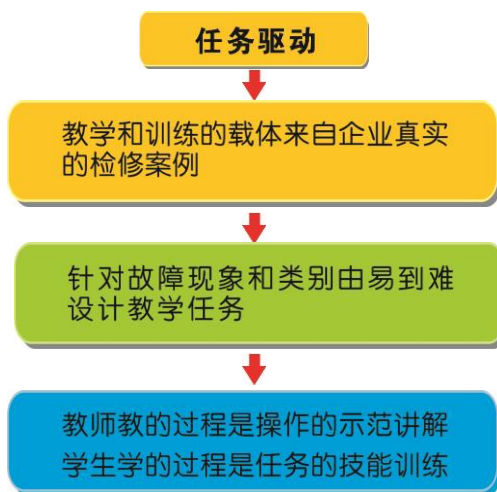 任务驱动
教学和训练的载体来自企业真实
的检修案例
针对故障现象和类别由易到难
设计教学任务
教师教的过程是操作的示范讲解
学生学的过程是任务的技能训练